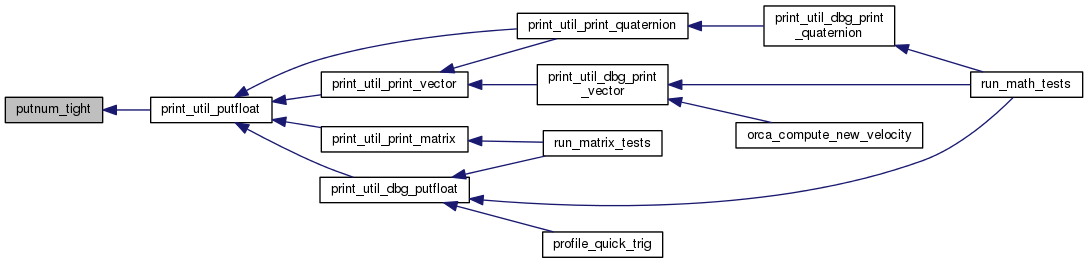 putnum_tight
print_util_putfloat
print_util_print_quaternion
print_util_print_vector
print_util_print_matrix
print_util_dbg_putfloat
print_util_dbg_print
_quaternion
print_util_dbg_print
_vector
run_matrix_tests
profile_quick_trig
run_math_tests
orca_compute_new_velocity